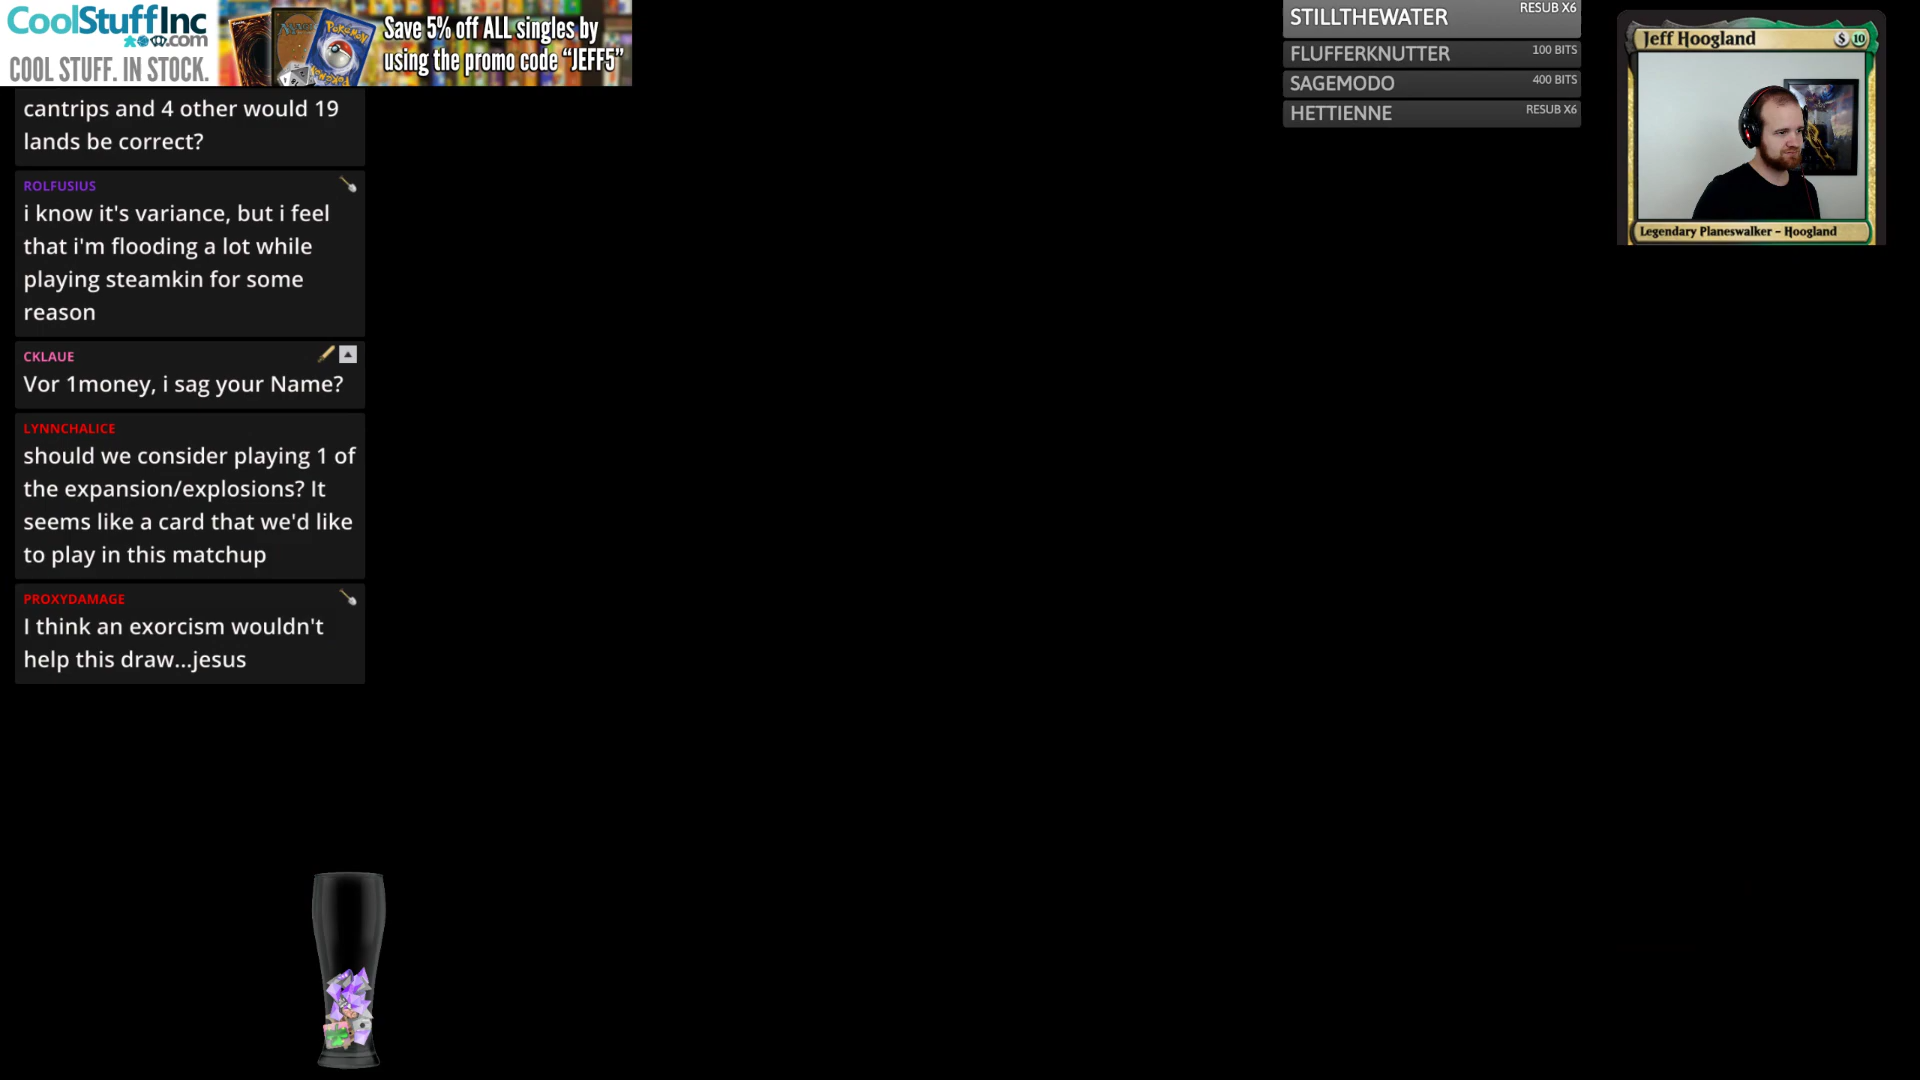 CoolStuffInc
.com
COOL STUFF. IN STOCK.
Save 5% off ALL singles by
using the promo code “JEFF5”
cantrips and 4 other would 19
lands be correct?
ROLFUSIUS
i know it's variance, but i feel
that i'm flooding a lot while
playing steamkin for some
reason
CKLAUE
Vor 1money, i sag your Name?
LYNNCHALICE
should we consider playing 1 of
the expansion/explosions? It
seems like a card that we'd like
to play in this matchup
PROXYDAMAGE
I think an exorcism wouldn't
help this draw...jesus
STILLTHEWATER RESUB X6
FLUFFERKNUTTER 100 BITS
SAGEMODO 400 BITS
HETTIENNE RESUB X6
Jeff Hoogland $ 10
Legendary Planeswalker – Hoogland